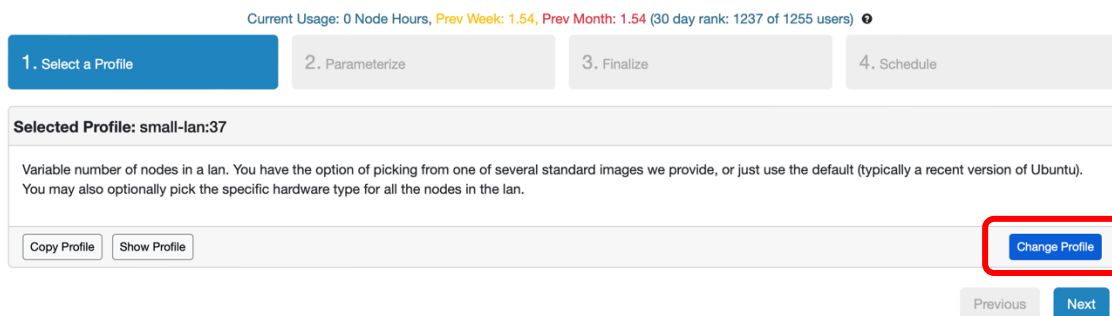 Current Usage: 0 Node Hours, Prev Week: 1.54, Prev Month: 1.54 (30 day rank: 1237 of 1255 users) ?
1. Select a Profile
2. Parameterize
3. Finalize
4. Schedule
Selected Profile: small-lan:37
Variable number of nodes in a lan. You have the option of picking from one of several standard images we provide, or just use the default (typically a recent version of Ubuntu).
You may also optionally pick the specific hardware type for all the nodes in the lan.
Copy Profile Show Profile Change Profile
Previous Next